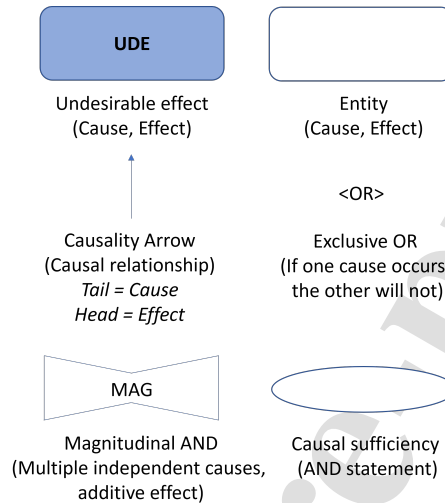 UDE
Undesirable effect
(Cause, Effect)
Entity
(Cause, Effect)
Causality Arrow
(Causal relationship)
Tail = Cause
Head = Effect
<OR>
Exclusive OR
(If one cause occurs
the other will not)
MAG
Magnitudinal AND
(Multiple independent causes,
additive effect)
Causal sufficiency
(AND statement)